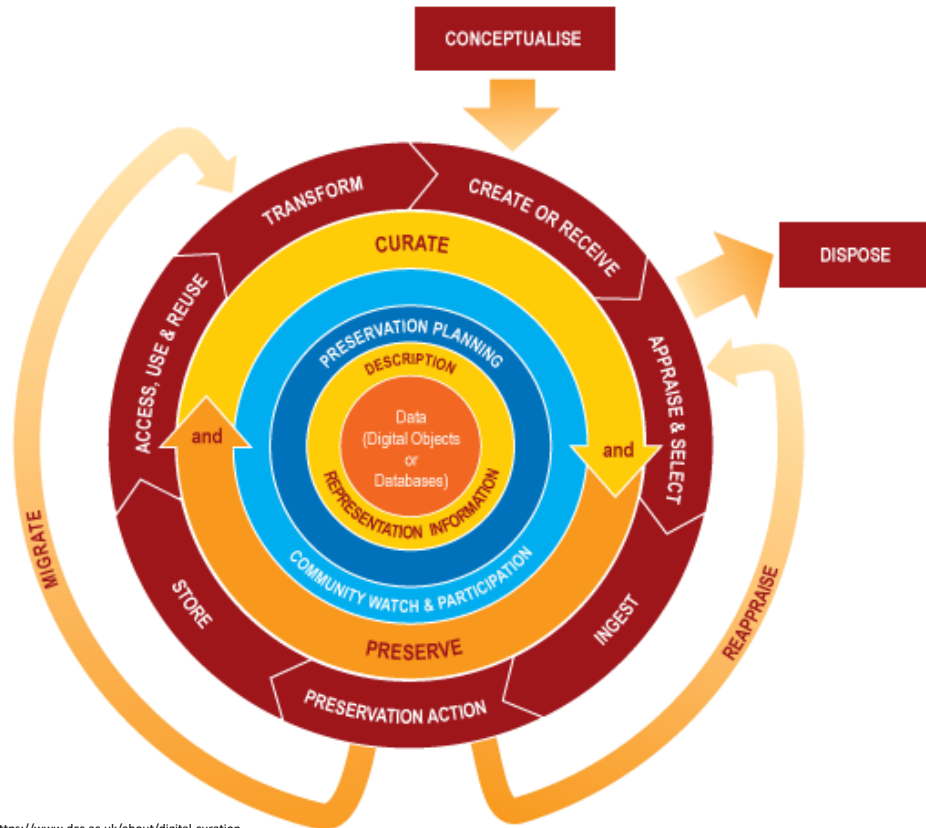 CONCEPTUALISE
CREATE OR RECEIVE
DISPOSE
APPRAISE & SELECT
REAPPRAISE
INGEST
PRESERVATION ACTION
STORE
MIGRATE
ACCESS, USE & REUSE
TRANSFORM
CURATE
and
PRESERVE
and
COMMUNITY WATCH & PARTICIPATION
PRESERVATION PLANNING
DESCRIPTION
REPRESENTATION INFORMATION
Data
(Digital Objects
or
Databases)